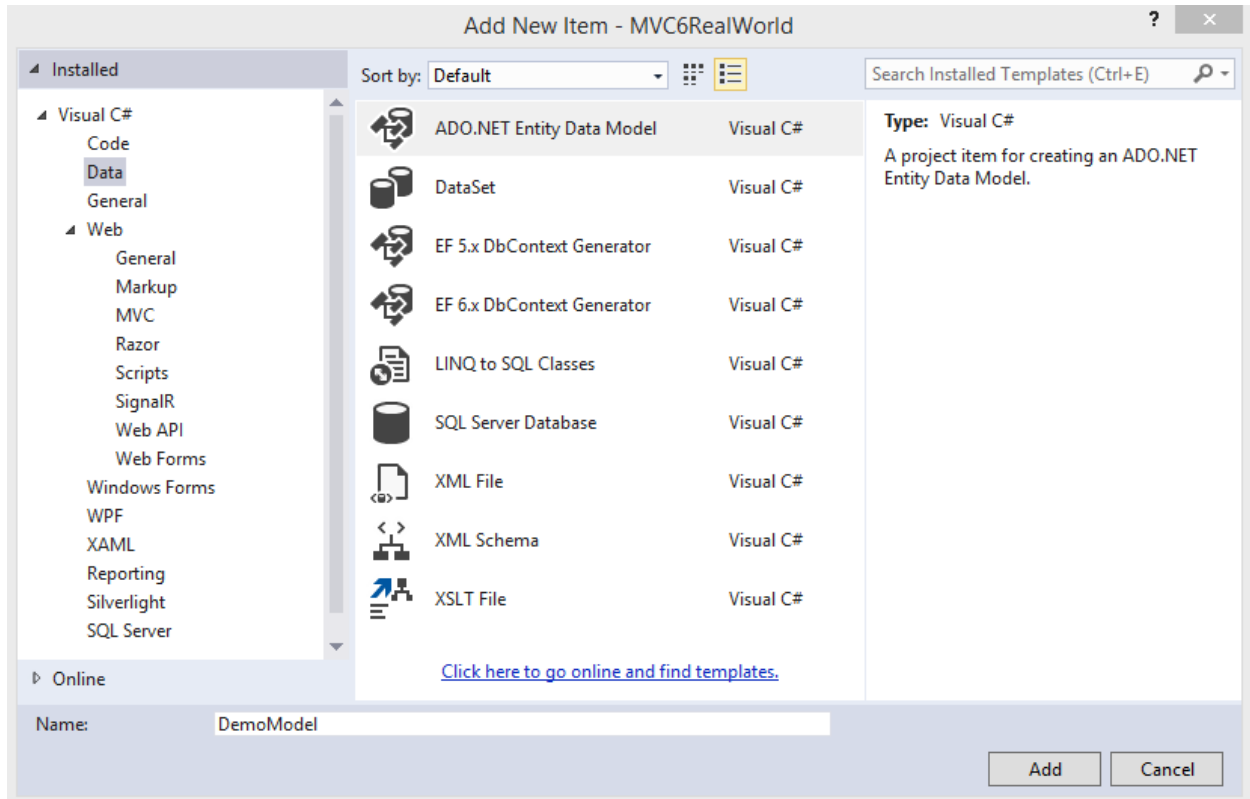 Add New Item - MVC6RealWorld
?
Installed
Sort by: Default
Search Installed Templates (Ctrl+E)
Visual C#
Code
Data
General
Web
General
Markup
MVC
Razor
Scripts
SignalR
Web API
Web Forms
Windows Forms
WPF
XAML
Reporting
Silverlight
SQL Server
Online
ADO.NET Entity Data Model Visual C#
DataSet Visual C#
EF 5.x DbContext Generator Visual C#
EF 6.x DbContext Generator Visual C#
LINQ to SQL Classes Visual C#
SQL Server Database Visual C#
XML File Visual C#
XML Schema Visual C#
XSLT File Visual C#
Click here to go online and find templates.
Type: Visual C#
A project item for creating an ADO.NET
Entity Data Model.
Name: DemoModel
Add Cancel